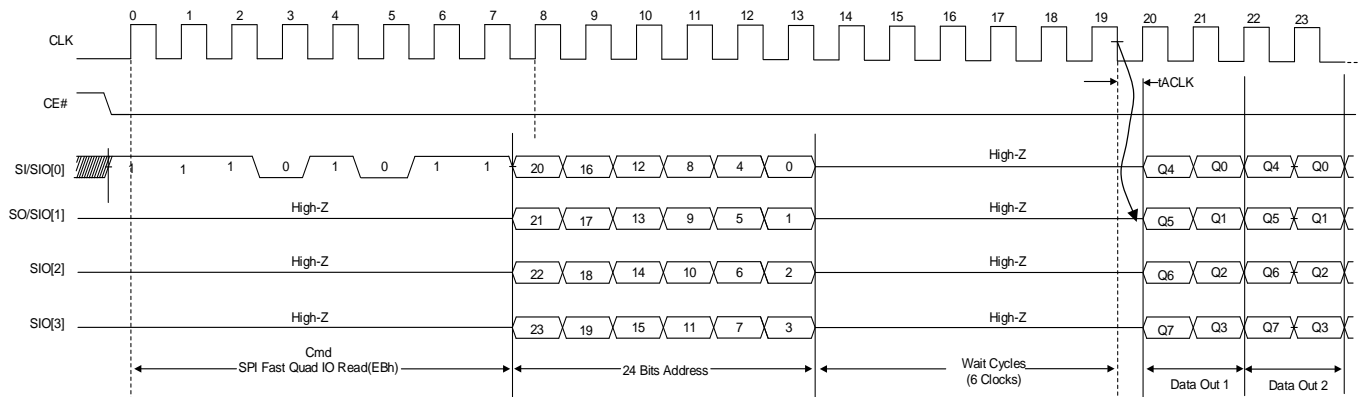 0 1 2 3 4 5 6 7 8 9 10 11 12 13 14 15 16 17 18 19 20 21 22 23
CLK
tACLK
CE#
SI/SIO[0] 1 1 1 0 1 0 1 1 20 16 12 8 4 0 High-Z Q4 Q0 Q4 Q0
SO/SIO[1] High-Z 21 17 13 9 5 1 Q5 Q1 Q5 Q1
SIO[2] High-Z 22 18 14 10 6 2 High-Z Q6 Q2 Q6 Q2
SIO[3] High-Z 23 19 15 11 7 3 High-Z Q7 Q3 Q7 Q3
Cmd
SPI Fast Quad IO Read(EBh)
24 Bits Address
Wait Cycles
(6 Clocks)
Data Out 1
Data Out 2